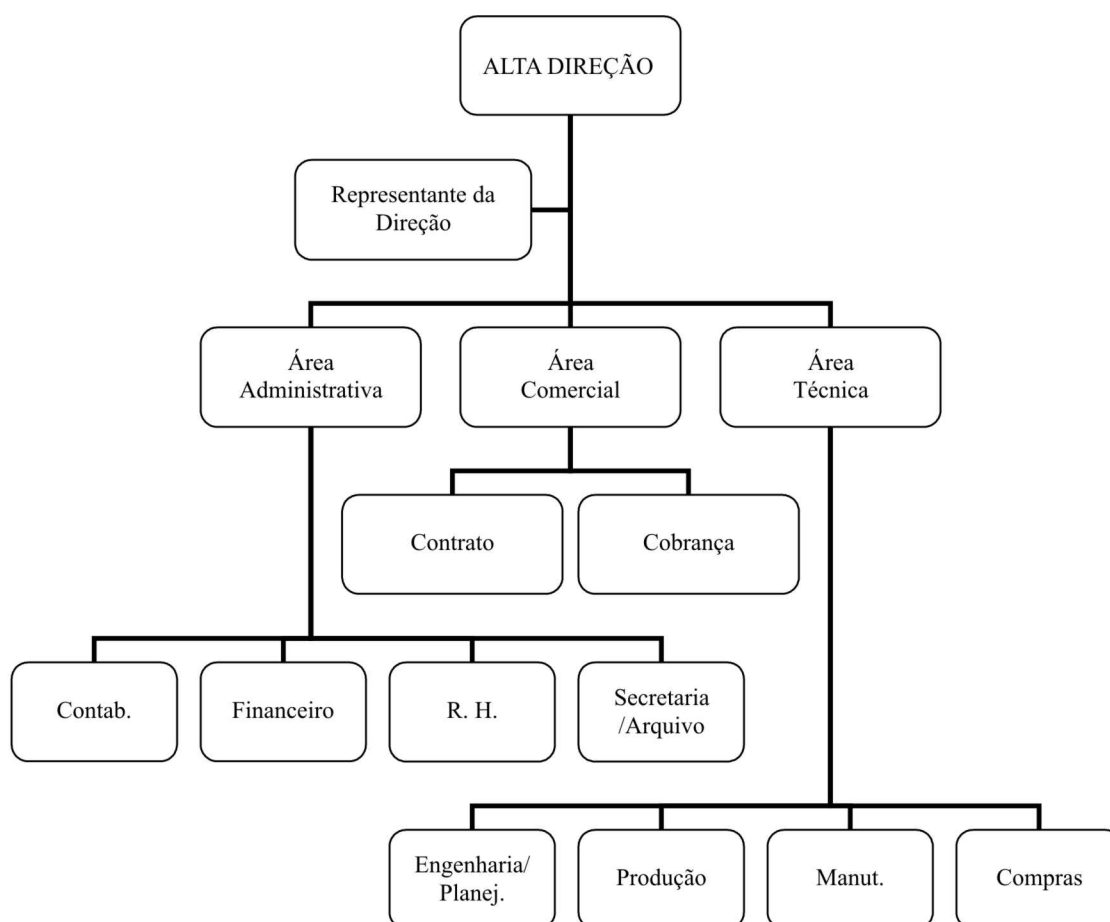 ALTA DIREÇÃO
Representante da
Direção
Área
Administrativa
Área
Comercial
Área
Técnica
Contrato
Cobrança
Contab.
Financeiro
R. H.
Secretaria
/Arquivo
Engenharia/
Planej.
Produção
Manut.
Compras